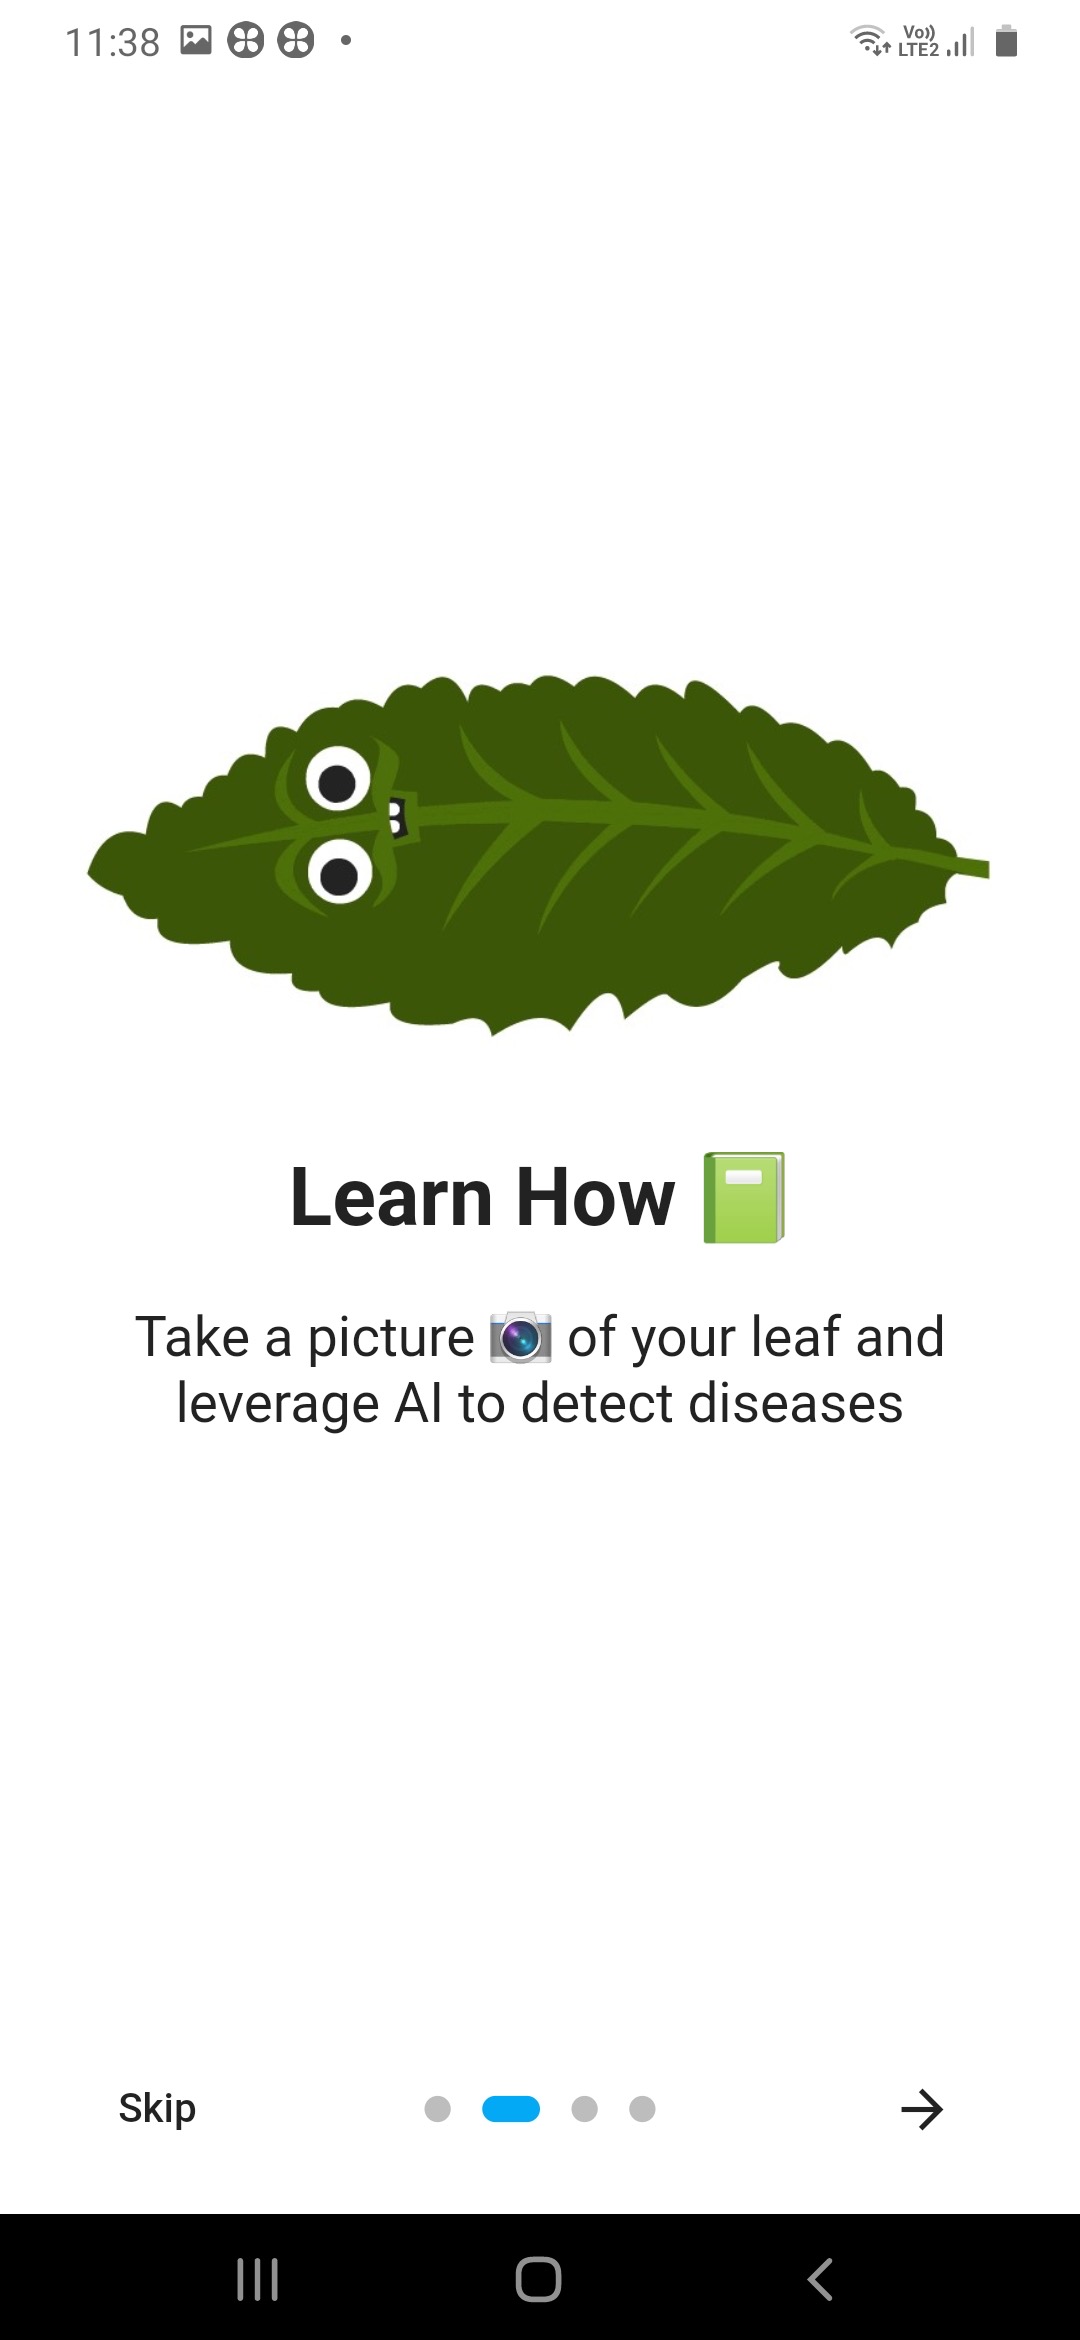 11:38
Vo))
LTE2
Learn How 📗
Take a picture 📷 of your leaf and
leverage AI to detect diseases
Skip